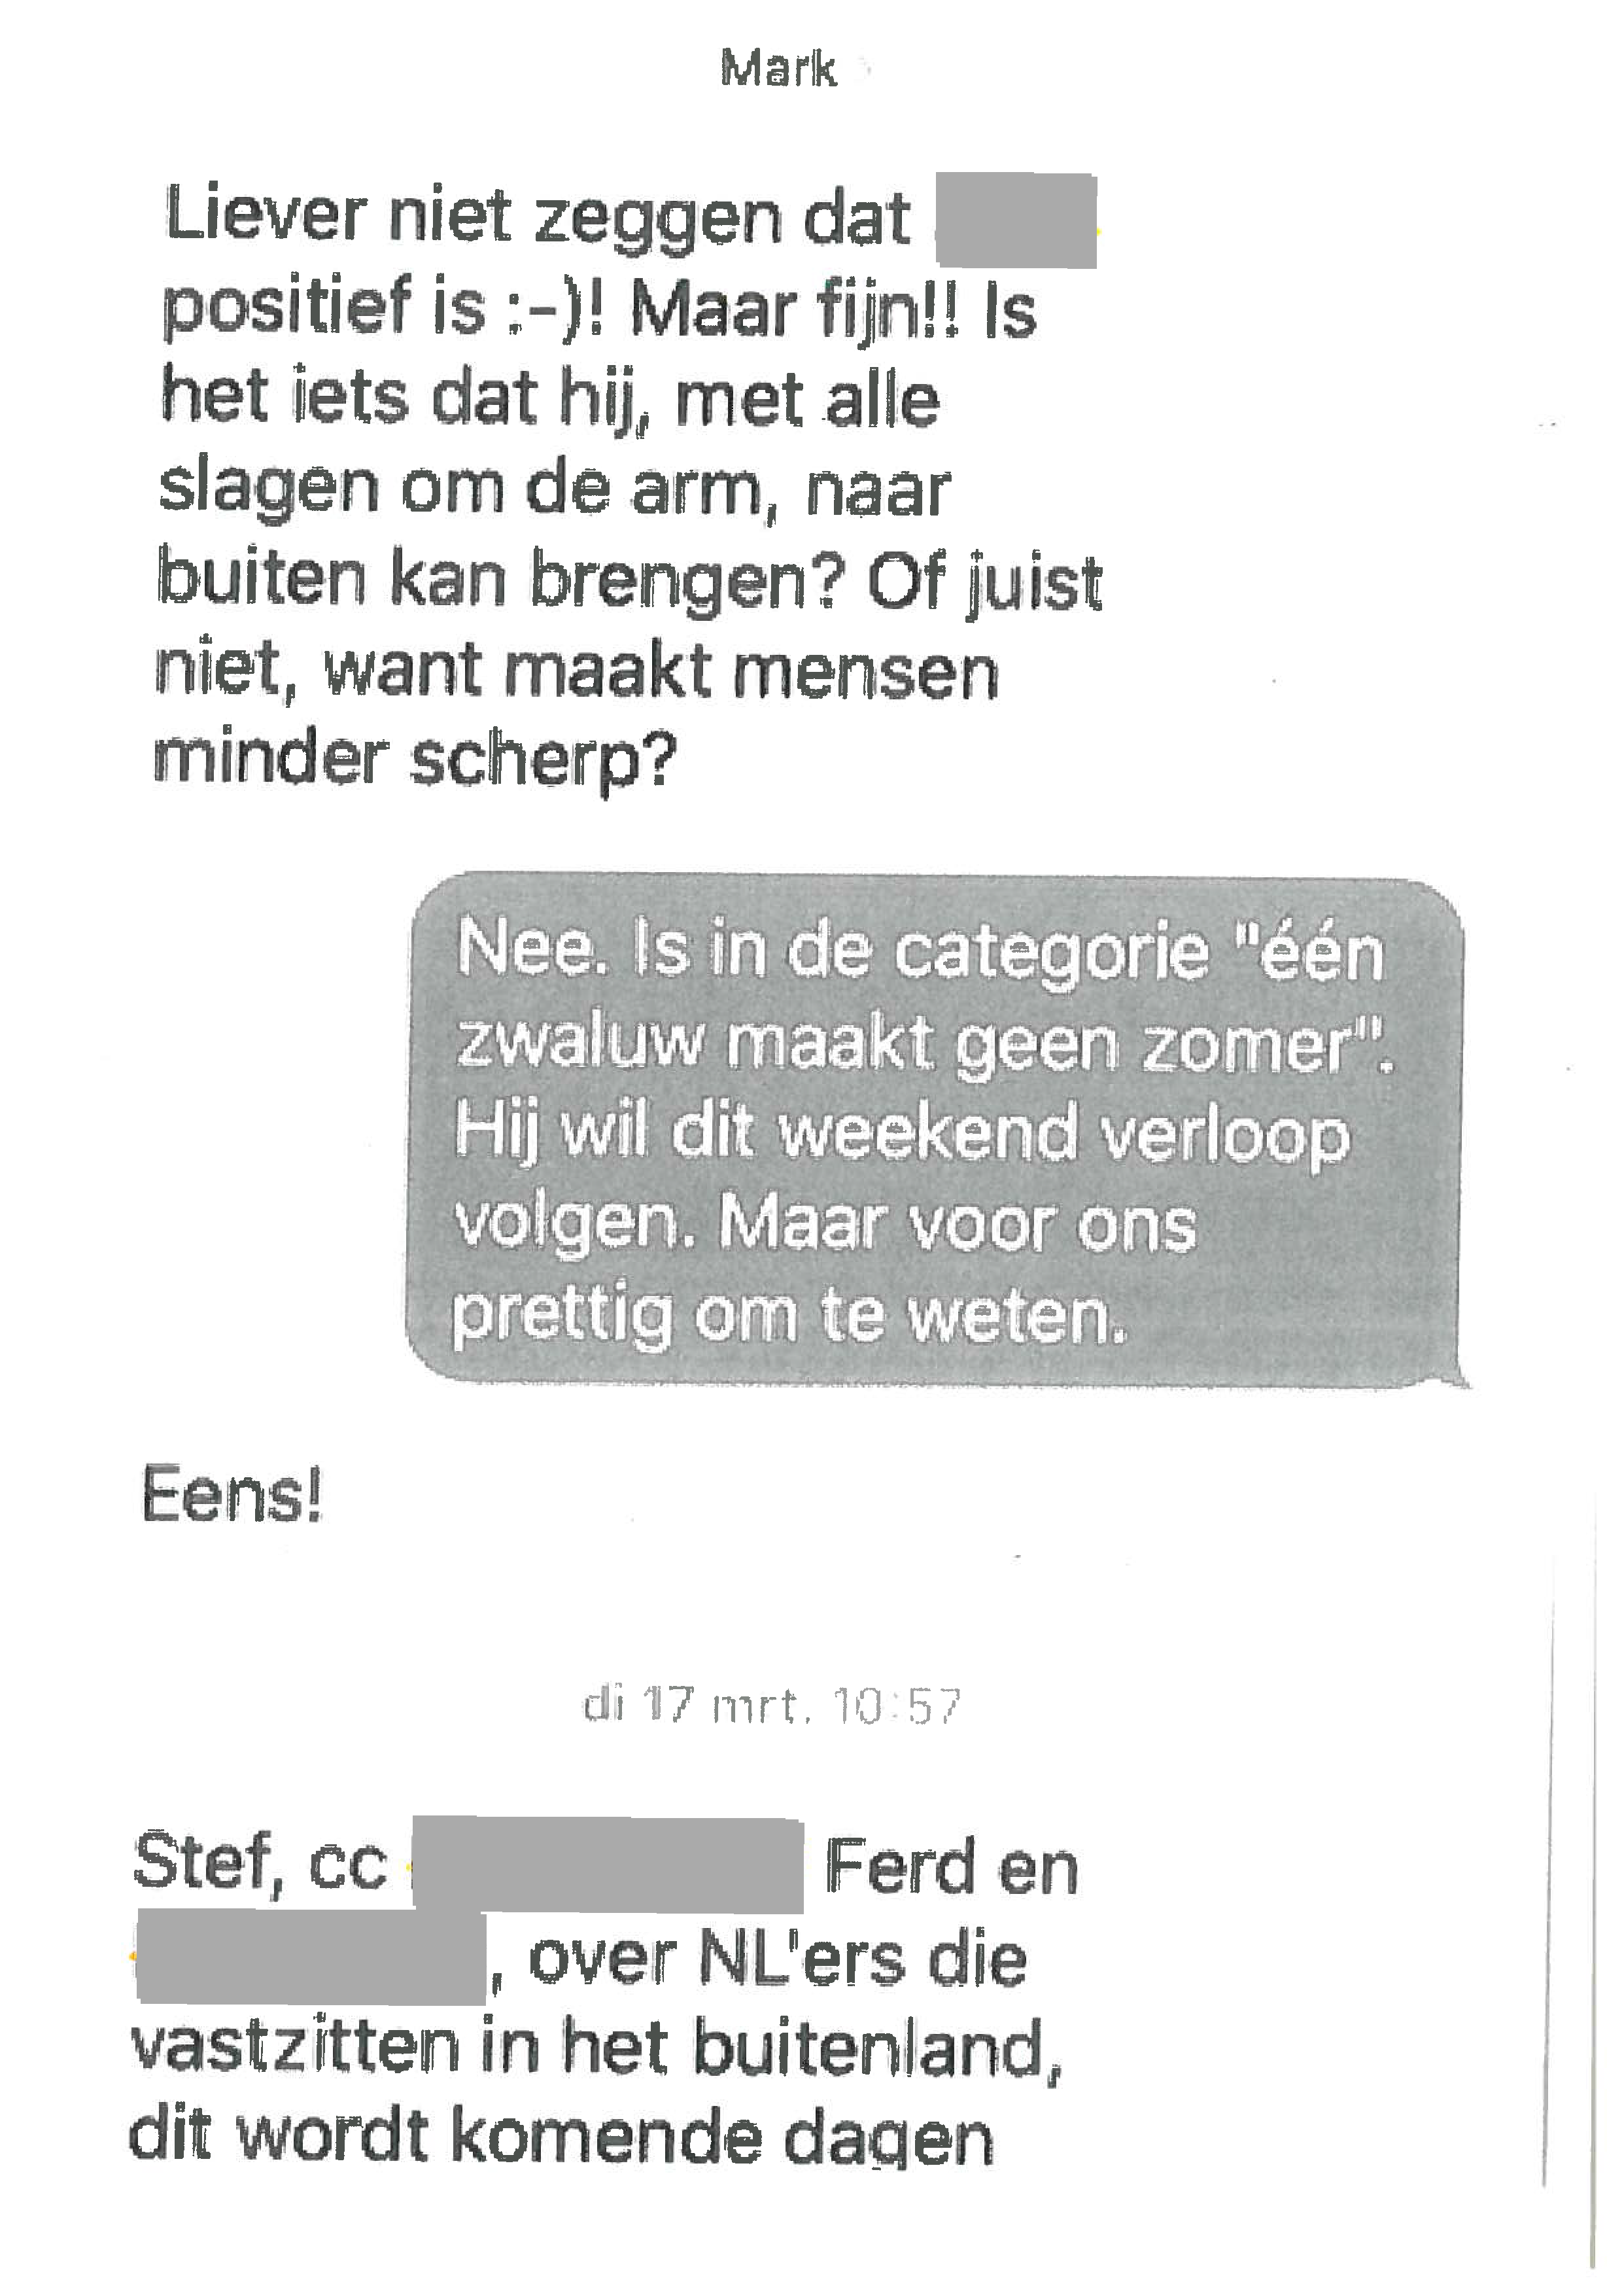 Mark
Liever niet zeggen dat
positief is :-)! Maar fijn!! Is
het iets dat hij, met alle
slagen om de arm, naar
buiten kan brengen? Of juist
niet, want maakt mensen
minder scherp?
Nee. Is in de categorie "één
zwaluw maakt geen zomer".
Hij wil dit weekend verloop
volgen. Maar voor ons
prettig om te weten.
Eens!
di 17 mrt. 10:57
Stef, cc Ferd en
, over NL'ers die
vastzitten in het buitenland,
dit wordt komende dagen